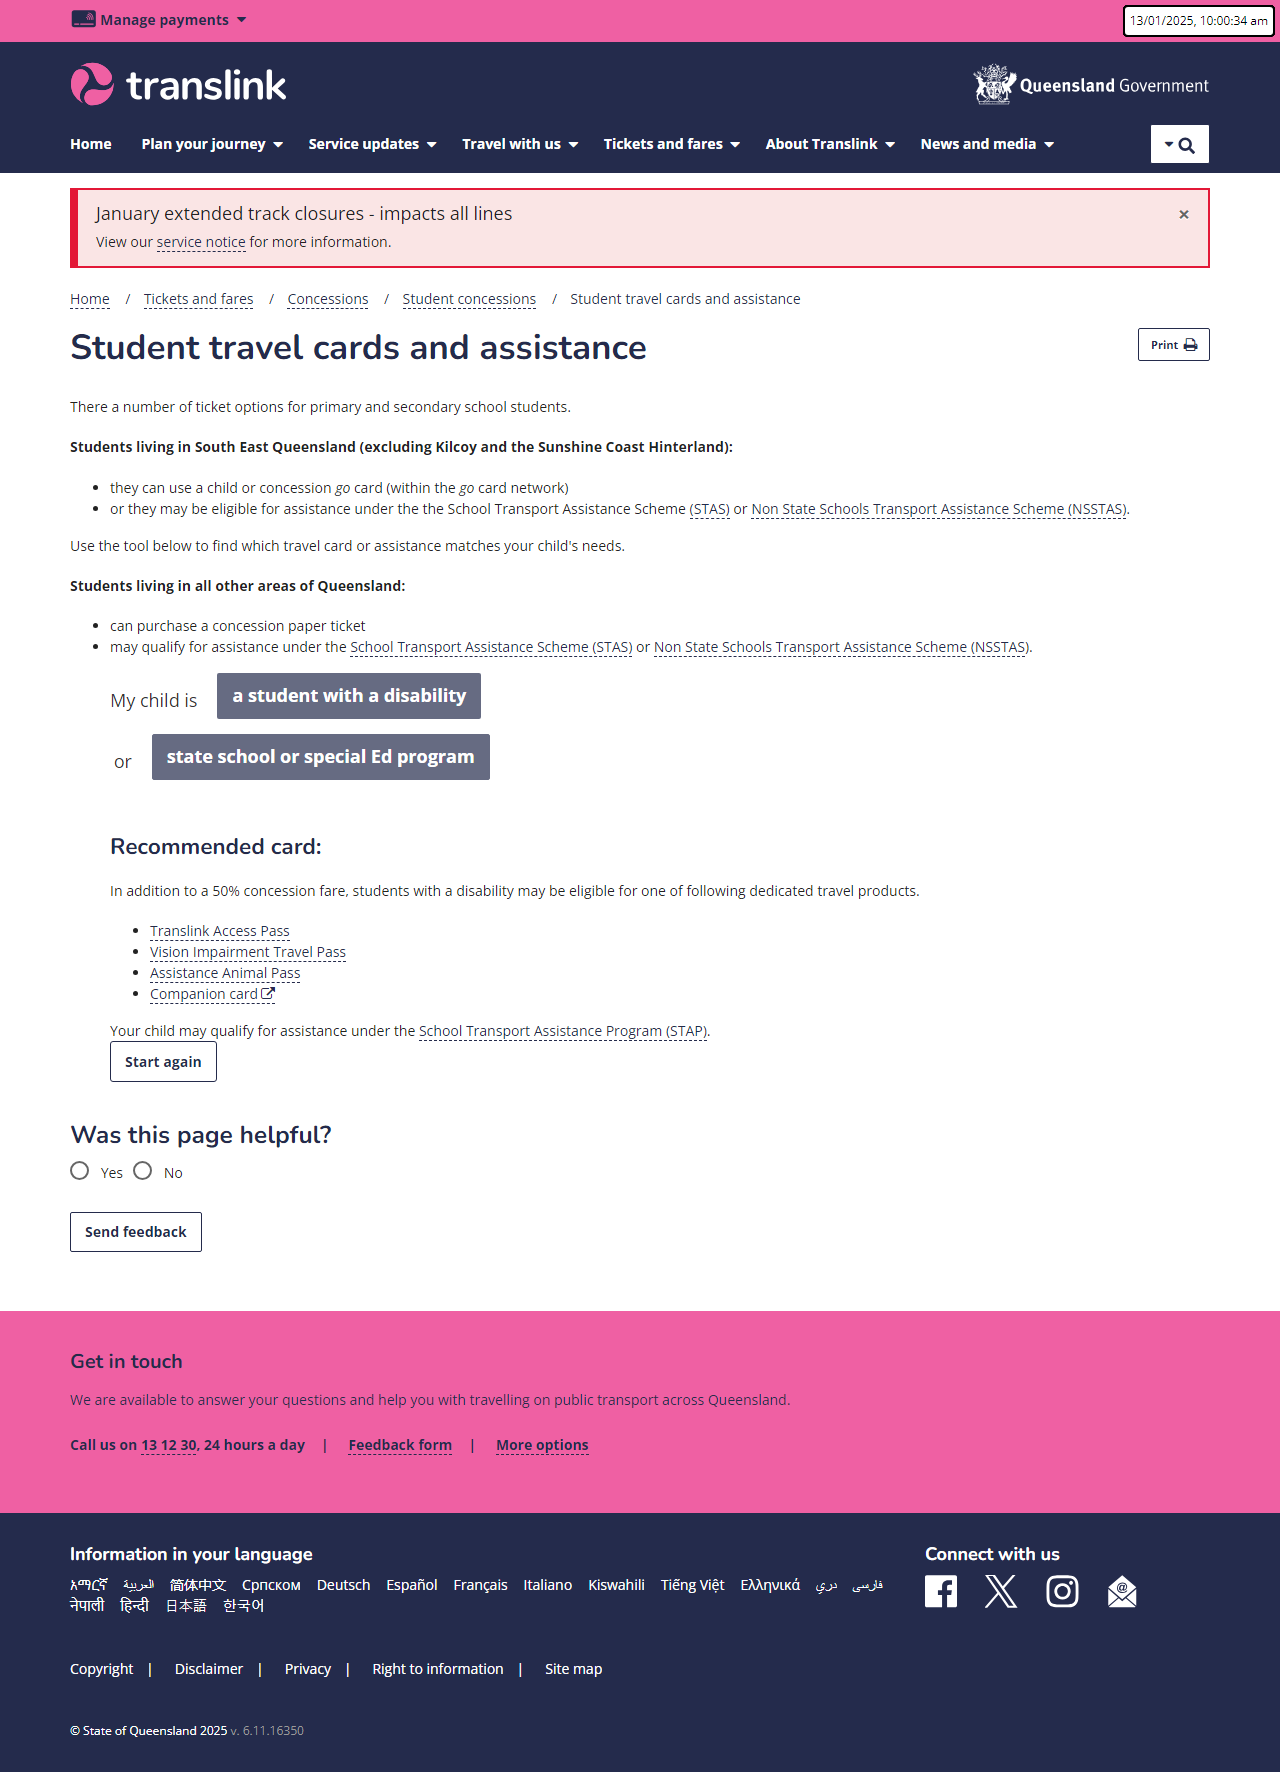 Manage payments
13/01/2025, 10:00:34 am
translink
Queensland Government
Home Plan your journey Service updates Travel with us Tickets and fares About Translink News and media
January extended track closures - impacts all lines ×
View our service notice for more information.
Home / Tickets and fares / Concessions / Student concessions / Student travel cards and assistance
Student travel cards and assistance
Print
There a number of ticket options for primary and secondary school students.
Students living in South East Queensland (excluding Kilcoy and the Sunshine Coast Hinterland):
• they can use a child or concession go card (within the go card network)
• or they may be eligible for assistance under the the School Transport Assistance Scheme (STAS) or Non State Schools Transport Assistance Scheme (NSSTAS).
Use the tool below to find which travel card or assistance matches your child's needs.
Students living in all other areas of Queensland:
• can purchase a concession paper ticket
• may qualify for assistance under the School Transport Assistance Scheme (STAS) or Non State Schools Transport Assistance Scheme (NSSTAS).
My child is a student with a disability
or state school or special Ed program
Recommended card:
In addition to a 50% concession fare, students with a disability may be eligible for one of following dedicated travel products.
• Translink Access Pass
• Vision Impairment Travel Pass
• Assistance Animal Pass
• Companion card
Your child may qualify for assistance under the School Transport Assistance Program (STAP).
Start again
Was this page helpful?
Yes No
Send feedback
Get in touch
We are available to answer your questions and help you with travelling on public transport across Queensland.
Call us on 13 12 30, 24 hours a day | Feedback form | More options
Information in your language
አማርኛ العربية 简体中文 Српском Deutsch Español Français Italiano Kiswahili Tiếng Việt Ελληνικά دري فارسی
नेपाली हिन्दी 日本語 한국어
Connect with us
Copyright | Disclaimer | Privacy | Right to information | Site map
© State of Queensland 2025 v. 6.11.16350